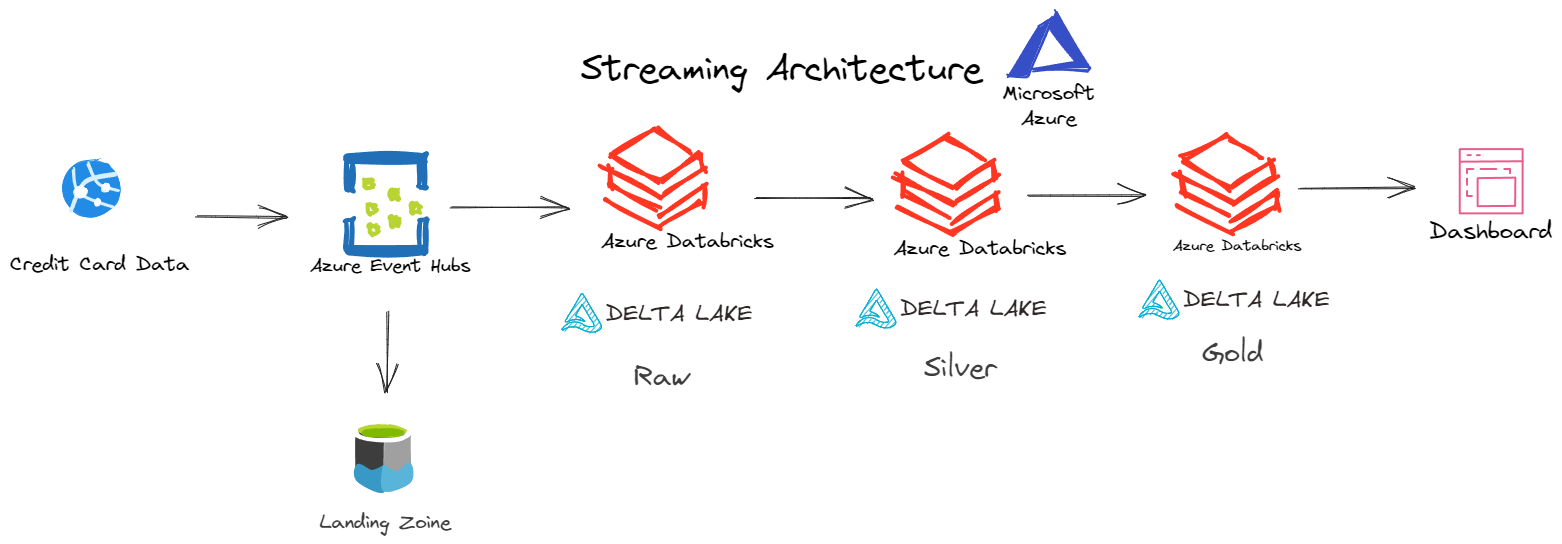 Streaming Architecture
Microsoft
Azure
Credit Card Data
Azure Event Hubs
Azure Databricks
Azure Databricks
Azure Databricks
Dashboard
DELTA LAKE
DELTA LAKE
DELTA LAKE
Raw
Silver
Gold
Landing Zoine